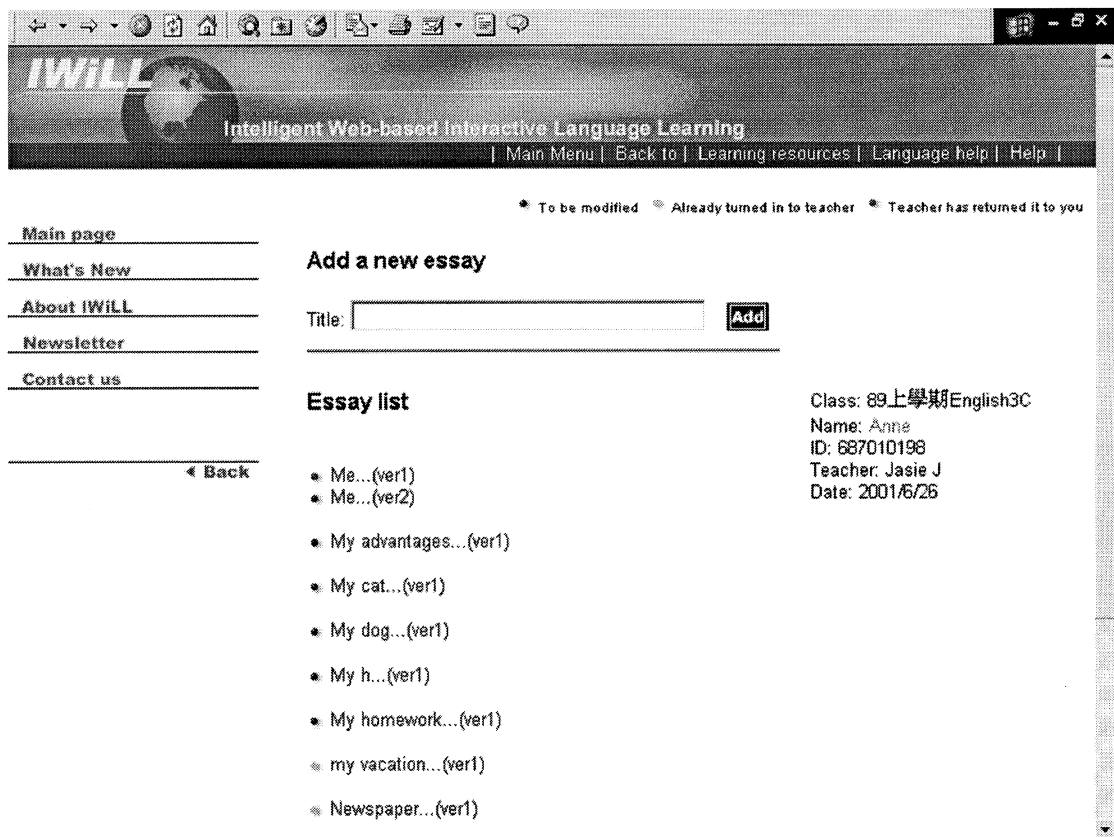 IWiLL
Intelligent Web-based Interactive Language Learning
| Main Menu | Back to | Learning resources | Language help | Help |
To be modified Already turned in to teacher Teacher has returned it to you
Main page
What's New
About IWiLL
Newsletter
Contact us
Back
Add a new essay
Title: Add
Essay list
Me...(ver1)
Me...(ver2)
My advantages...(ver1)
My cat...(ver1)
My dog...(ver1)
My h...(ver1)
My homework...(ver1)
my vacation...(ver1)
Newspaper...(ver1)
Class: 89上學期English3C
Name: Anne
ID: 687010198
Teacher: Jasie J
Date: 2001/6/26